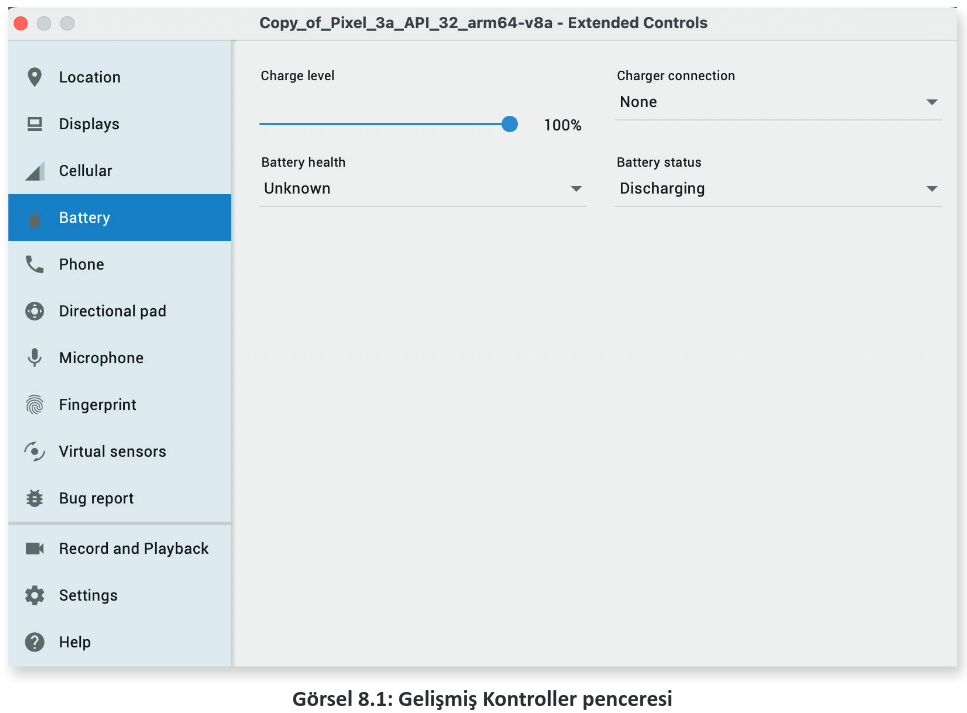 Copy_of_Pixel_3a_API_32_arm64-v8a - Extended Controls
Location
Displays
Cellular
Battery
Phone
Directional pad
Microphone
Fingerprint
Virtual sensors
Bug report
Record and Playback
Settings
Help
Charge level
100%
Charger connection
None
Battery health
Unknown
Battery status
Discharging
Görsel 8.1: Gelişmiş Kontroller penceresi